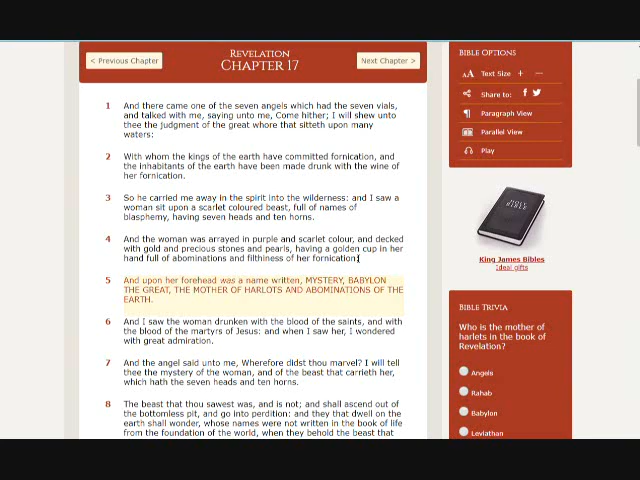 < Previous Chapter
REVELATION
CHAPTER 17
Next Chapter >
1 And there came one of the seven angels which had the seven vials,
and talked with me, saying unto me, Come hither; I will shew unto
thee the judgment of the great whore that sitteth upon many
waters:
2 With whom the kings of the earth have committed fornication, and
the inhabitants of the earth have been made drunk with the wine of
her fornication.
3 So he carried me away in the spirit into the wilderness: and I saw a
woman sit upon a scarlet coloured beast, full of names of
blasphemy, having seven heads and ten horns.
4 And the woman was arrayed in purple and scarlet colour, and decked
with gold and precious stones and pearls, having a golden cup in her
hand full of abominations and filthiness of her fornication:
5 And upon her forehead was a name written, MYSTERY, BABYLON
THE GREAT, THE MOTHER OF HARLOTS AND ABOMINATIONS OF THE
EARTH.
6 And I saw the woman drunken with the blood of the saints, and with
the blood of the martyrs of Jesus: and when I saw her, I wondered
with great admiration.
7 And the angel said unto me, Wherefore didst thou marvel? I will tell
thee the mystery of the woman, and of the beast that carrieth her,
which hath the seven heads and ten horns.
8 The beast that thou sawest was, and is not; and shall ascend out of
the bottomless pit, and go into perdition: and they that dwell on the
earth shall wonder, whose names were not written in the book of life
from the foundation of the world, when they behold the beast that
BIBLE OPTIONS
AA Text Size + —
Share to: f
Paragraph View
Parallel View
Play
HOLY
BIBLE
King James Bibles
Ideal gifts
BIBLE TRIVIA
Who is the mother of
harlets in the book of
Revelation?
Angels
Rahab
Babylon
Leviathan